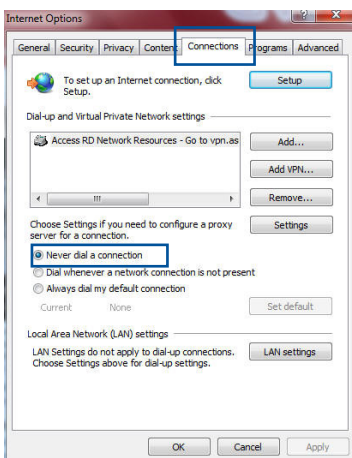 Internet Options
General Security Privacy Content Connections Programs Advanced
To set up an Internet connection, click
Setup.
Setup
Dial-up and Virtual Private Network settings
Access RD Network Resources - Go to vpn.as
Add...
Add VPN...
Remove...
Choose Settings if you need to configure a proxy
server for a connection.
Settings
Never dial a connection
Dial whenever a network connection is not present
Always dial my default connection
Current None
Set default
Local Area Network (LAN) settings
LAN Settings do not apply to dial-up connections.
Choose Settings above for dial-up settings.
LAN settings
OK Cancel Apply